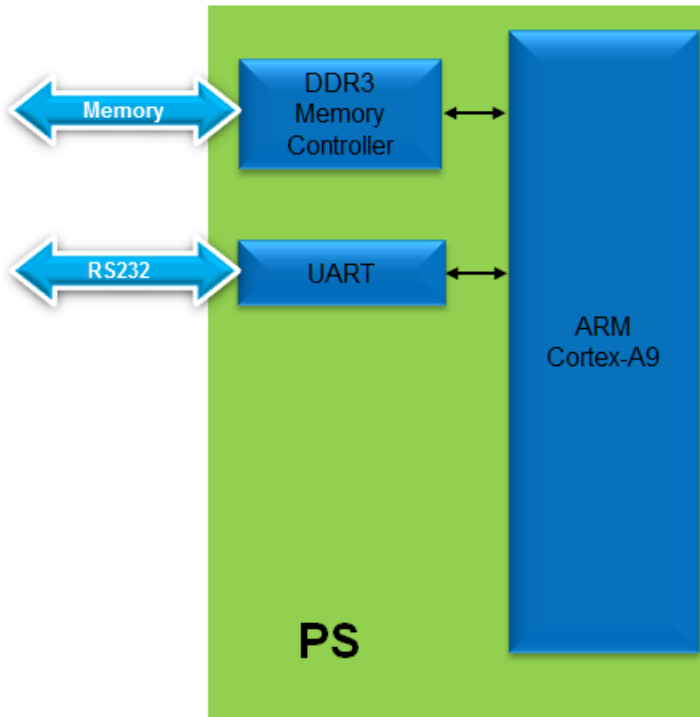 DDR3
Memory
Controller
Memory
RS232
UART
ARM
Cortex-A9
PS